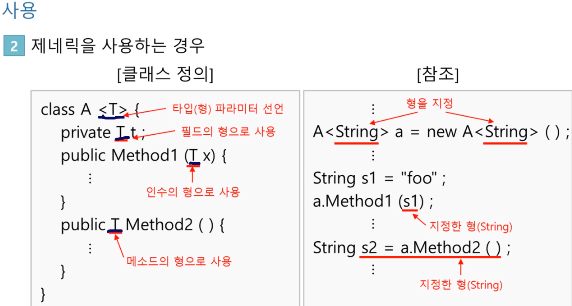 사용
2 제네릭을 사용하는 경우
[클래스 정의]
class A <T> {
타입(형) 파라미터 선언
private T t ;
필드의 형으로 사용
public Method1 (T x) {
⋮
인수의 형으로 사용
}
public T Method2 ( ) {
⋮
메소드의 형으로 사용
}
}
[참조]
⋮
형을 지정
A<String> a = new A<String> ( ) ;
⋮
String s1 = "foo" ;
a.Method1 (s1) ;
⋮
지정한 형(String)
String s2 = a.Method2 ( ) ;
⋮
지정한 형(String)